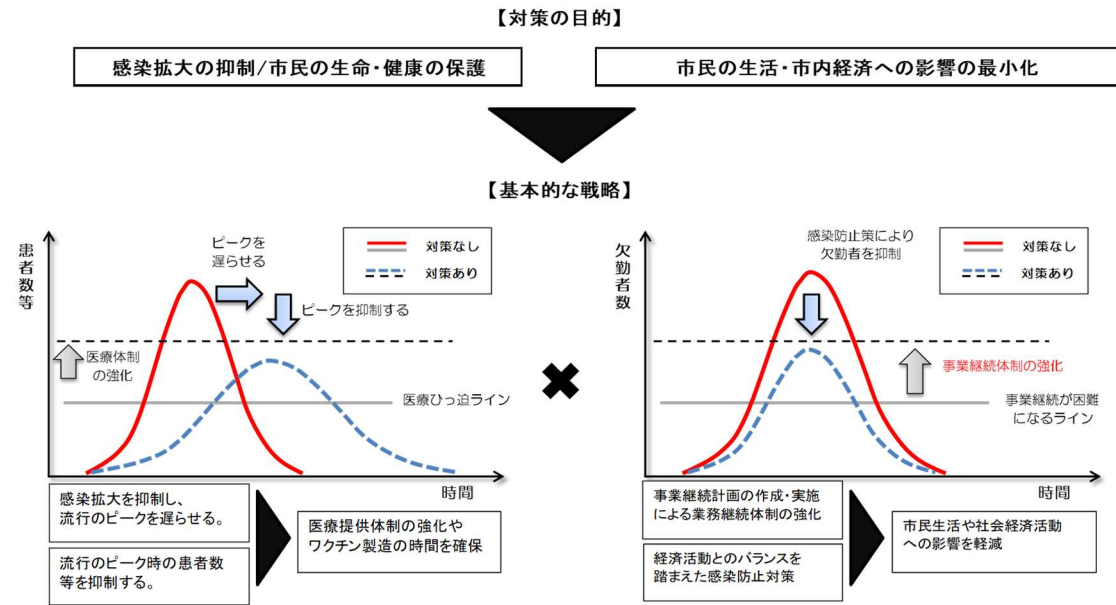 【対策の目的】
感染拡大の抑制/市民の生命・健康の保護
市民の生活・市内経済への影響の最小化
【基本的な戦略】
患者数等
ピークを
遅らせる
対策なし
対策あり
ピークを抑制する
医療体制
の強化
医療ひっ迫ライン
時間
感染拡大を抑制し、
流行のピークを遅らせる。
流行のピーク時の患者数
等を抑制する。
医療提供体制の強化や
ワクチン製造の時間を確保
欠勤者数
感染防止策により
欠勤者を抑制
対策なし
対策あり
事業継続体制の強化
事業継続が困難
になるライン
時間
事業継続計画の作成・実施
による業務継続体制の強化
経済活動とのバランスを
踏まえた感染防止対策
市民生活や社会経済活動
への影響を軽減